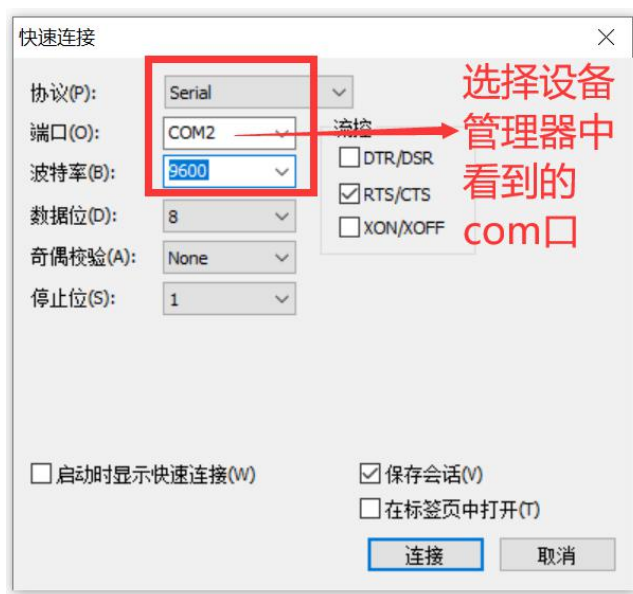 快速连接
协议(P):
Serial
端口(O):
COM2
波特率(B):
9600
数据位(D):
8
奇偶校验(A):
None
停止位(S):
1
流控
DTR/DSR
RTS/CTS
XON/XOFF
选择设备
管理器中
看到的
com口
启动时显示快速连接(W)
保存会话(V)
在标签页中打开(T)
连接
取消